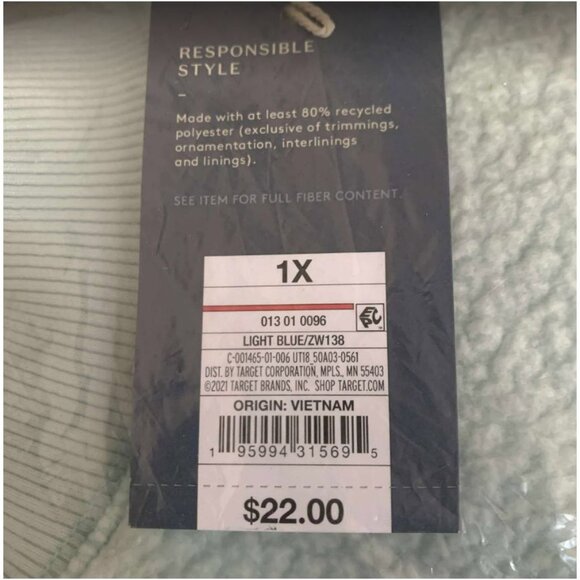 RESPONSIBLE
STYLE
–
Made with at least 80% recycled
polyester (exclusive of trimmings,
ornamentation, interlinings
and linings).
SEE ITEM FOR FULL FIBER CONTENT.
1X
013 01 0096
EPC
LIGHT BLUE/ZW138
C-001465-01-006 UT18_50A03-0561
DIST. BY TARGET CORPORATION, MPLS., MN 55403
©2021 TARGET BRANDS, INC. SHOP TARGET.COM
ORIGIN: VIETNAM
1 95994 31569 5
$22.00